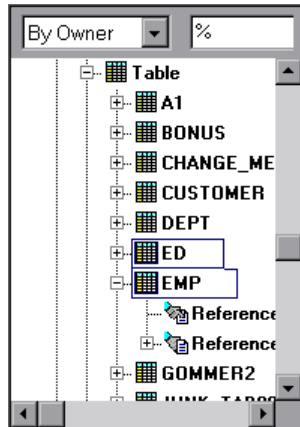 By Owner %
Table
A1
BONUS
CHANGE_ME
CUSTOMER
DEPT
ED
EMP
Reference
Reference
GOMMER2